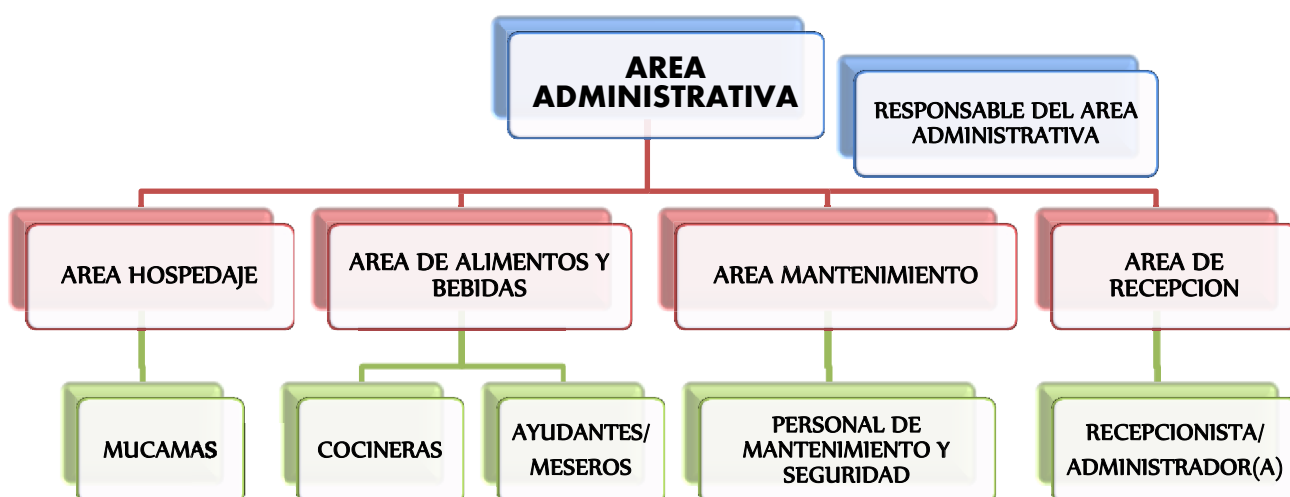 AREA
ADMINISTRATIVA
RESPONSABLE DEL AREA
ADMINISTRATIVA
AREA HOSPEDAJE
AREA DE ALIMENTOS Y
BEBIDAS
AREA MANTENIMIENTO
AREA DE
RECEPCION
MUCAMAS
COCINERAS
AYUDANTES/
MESEROS
PERSONAL DE
MANTENIMIENTO Y
SEGURIDAD
RECEPCIONISTA/
ADMINISTRADOR(A)